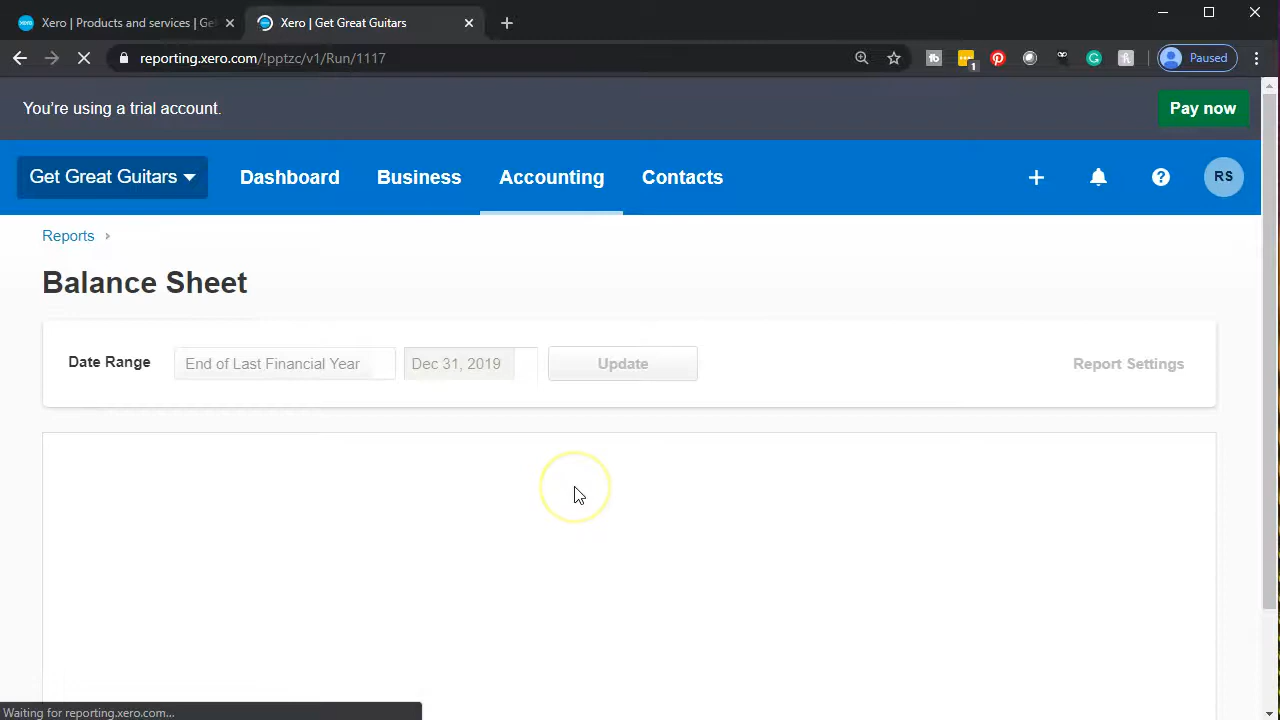 Xero | Products and services | Ge
Xero | Get Great Guitars
reporting.xero.com/!pptzc/v1/Run/1117
1
Paused
You're using a trial account.
Pay now
Get Great Guitars
Dashboard
Business
Accounting
Contacts
RS
Reports
Balance Sheet
Date Range
End of Last Financial Year
Dec 31, 2019
Update
Report Settings
Waiting for reporting.xero.com...